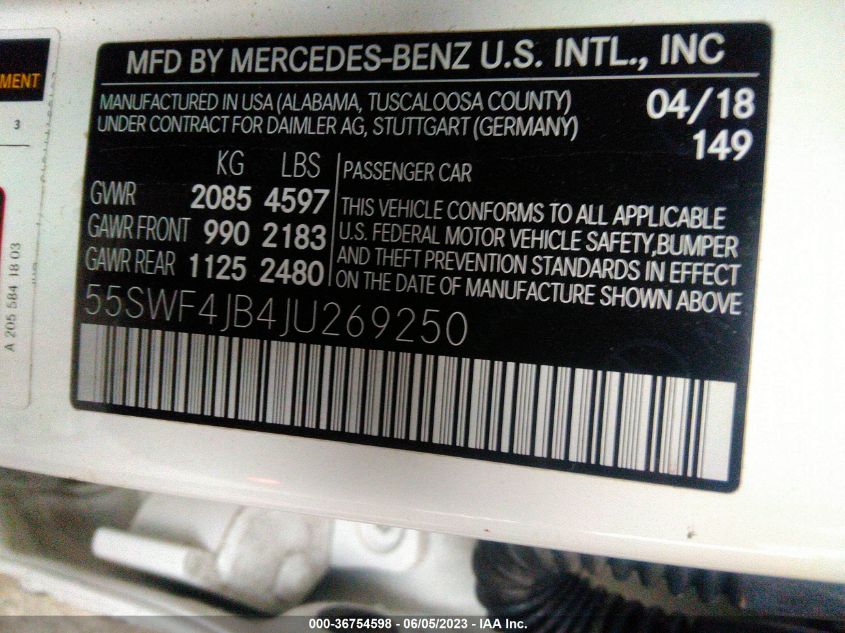 MENT
3
A 205 584 18 03
MFD BY MERCEDES-BENZ U.S. INTL., INC
MANUFACTURED IN USA (ALABAMA, TUSCALOOSA COUNTY) 04/18
UNDER CONTRACT FOR DAIMLER AG, STUTTGART (GERMANY) 149
KG LBS
GVWR 2085 4597
GAWR FRONT 990 2183
GAWR REAR 1125 2480
PASSENGER CAR
THIS VEHICLE CONFORMS TO ALL APPLICABLE
U.S. FEDERAL MOTOR VEHICLE SAFETY,BUMPER
AND THEFT PREVENTION STANDARDS IN EFFECT
ON THE DATE OF MANUFACTURE SHOWN ABOVE
55SWF4JB4JU269250
000-36754598 - 06/05/2023 - IAA Inc.